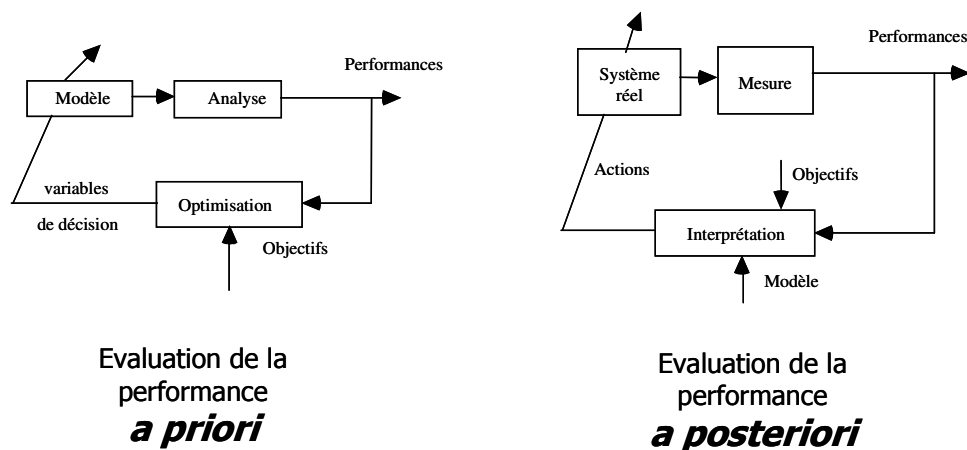 Performances
Modèle
Analyse
variables
de décision
Optimisation
Objectifs
Evaluation de la
performance
a priori
Performances
Système
réel
Mesure
Actions
Objectifs
Interprétation
Modèle
Evaluation de la
performance
a posteriori